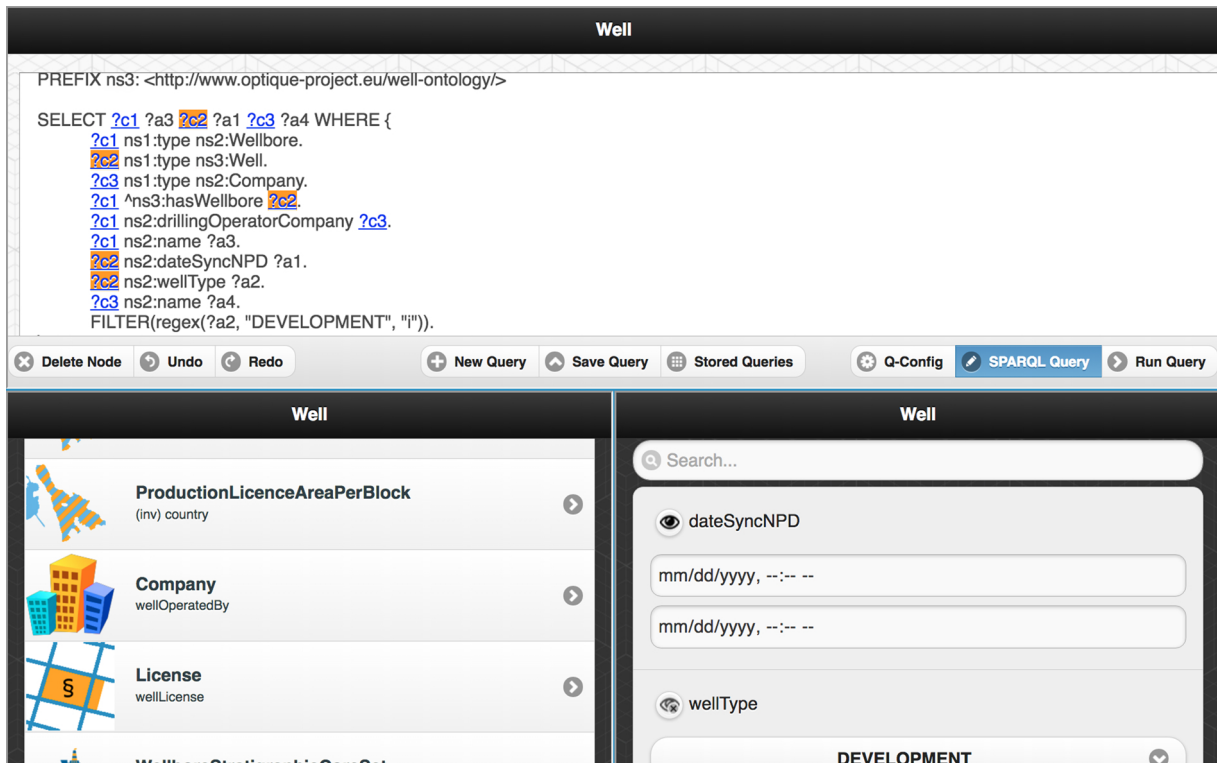 Well
PREFIX ns3: <http://www.optique-project.eu/well-ontology/>
SELECT ?c1 ?a3 ?c2 ?a1 ?c3 ?a4 WHERE {
?c1 ns1:type ns2:Wellbore.
?c2 ns1:type ns3:Well.
?c3 ns1:type ns2:Company.
?c1 ^ns3:hasWellbore ?c2.
?c1 ns2:drillingOperatorCompany ?c3.
?c1 ns2:name ?a3.
?c2 ns2:dateSyncNPD ?a1.
?c2 ns2:wellType ?a2.
?c3 ns2:name ?a4.
FILTER(regex(?a2, "DEVELOPMENT", "i")).
Delete Node Undo Redo New Query Save Query Stored Queries Q-Config SPARQL Query Run Query
Well
ProductionLicenceAreaPerBlock
(inv) country
Company
wellOperatedBy
§
License
wellLicense
WellboreStratigraphicCoreSet
Well
Search...
dateSyncNPD
mm/dd/yyyy, --:-- --
mm/dd/yyyy, --:-- --
wellType
DEVELOPMENT